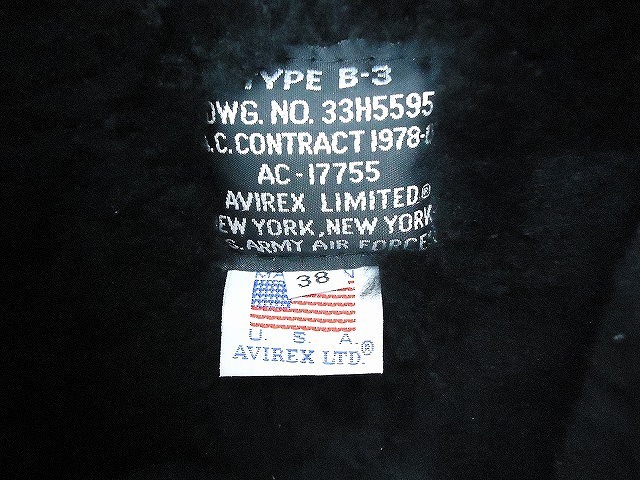 TYPE B-3
DWG. NO. 33H5595
A.C. CONTRACT 1978-
AC-17755
AVIREX LIMITED®
NEW YORK, NEW YORK
U.S. ARMY AIR FORCE
38
U. S. A.
AVIREX LTD.®